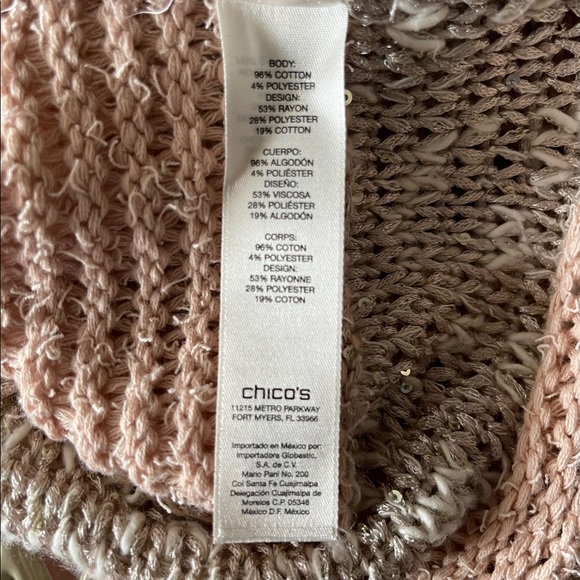 BODY:
96% COTTON
4% POLYESTER
DESIGN:
53% RAYON
28% POLYESTER
19% COTTON
CUERPO:
96% ALGODÓN
4% POLIÉSTER
DISEÑO:
53% VISCOSA
28% POLIÉSTER
19% ALGODÓN
CORPS:
96% COTON
4% POLYESTER
DESIGN:
53% RAYONNE
28% POLYESTER
19% COTON
chico's
11215 METRO PARKWAY
FORT MYERS, FL 33966
Importado en México por:
Importadora Globestic,
S.A. de C.V.
Mario Pani No. 200
Col Santa Fe Cuajimalpa
Delegación Cuajimalpa de
Morelos C.P. 05348
México D.F. México